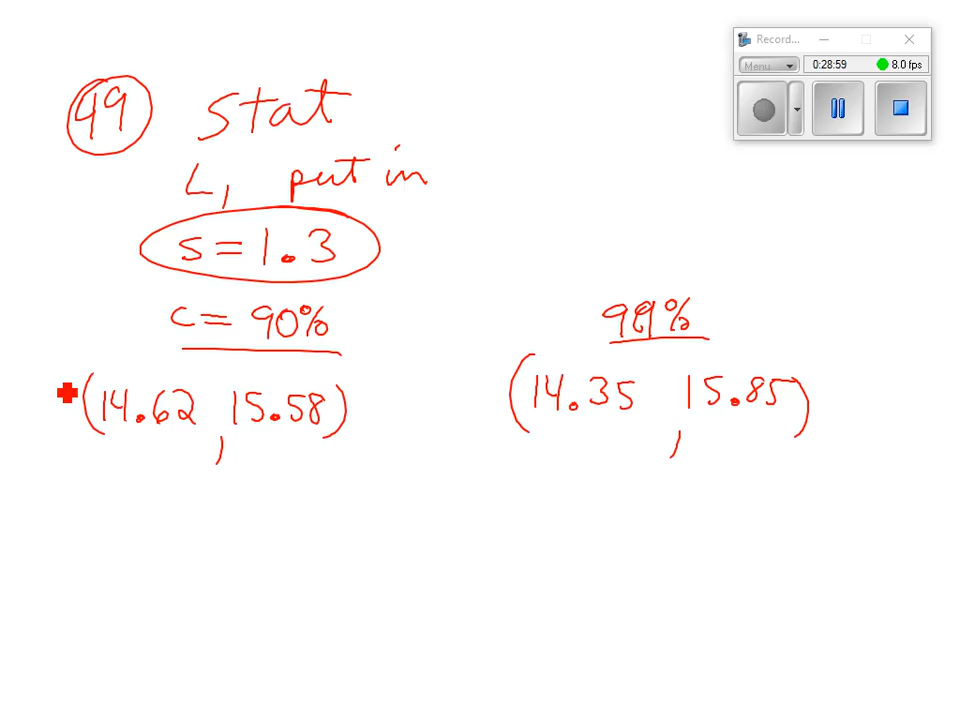 Record...
Menu 0:28:59 8.0 fps
49 Stat
L, put in
s = 1.3
c = 90%
99%
(14.62, 15.58)
(14.35, 15.85)